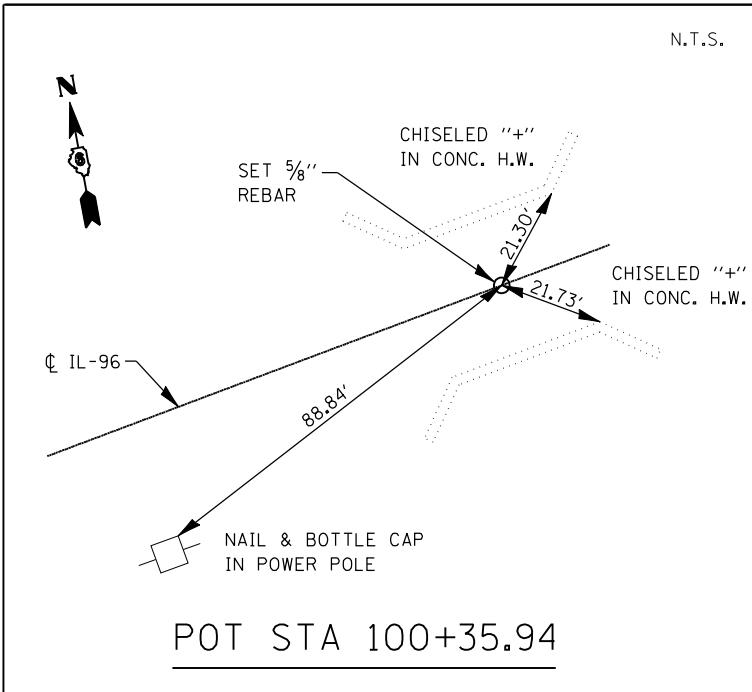 N.T.S.
N
6
CHISELED "+"
IN CONC. H.W.
SET 5/8"
REBAR
21.30'
CHISELED "+"
IN CONC. H.W.
21.73'
℄ IL-96
88.84'
NAIL & BOTTLE CAP
IN POWER POLE
POT STA 100+35.94